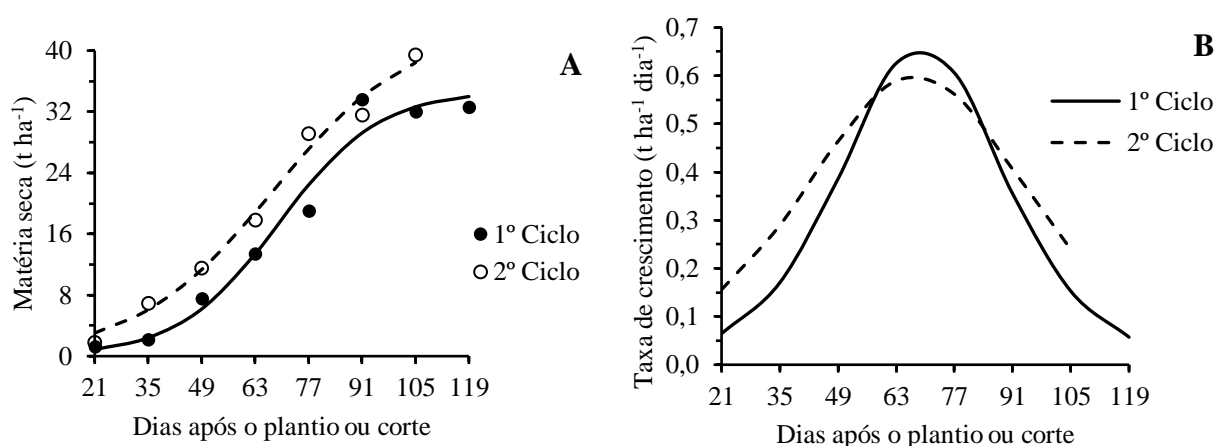 A
Matéria seca (t ha-1)
40
32
24
16
8
0
21 35 49 63 77 91 105 119
Dias após o plantio ou corte
1º Ciclo
2º Ciclo
B
Taxa de crescimento (t ha-1 dia-1)
0,7
0,6
0,5
0,4
0,3
0,2
0,1
0,0
21 35 49 63 77 91 105 119
Dias após o plantio ou corte
1º Ciclo
2º Ciclo